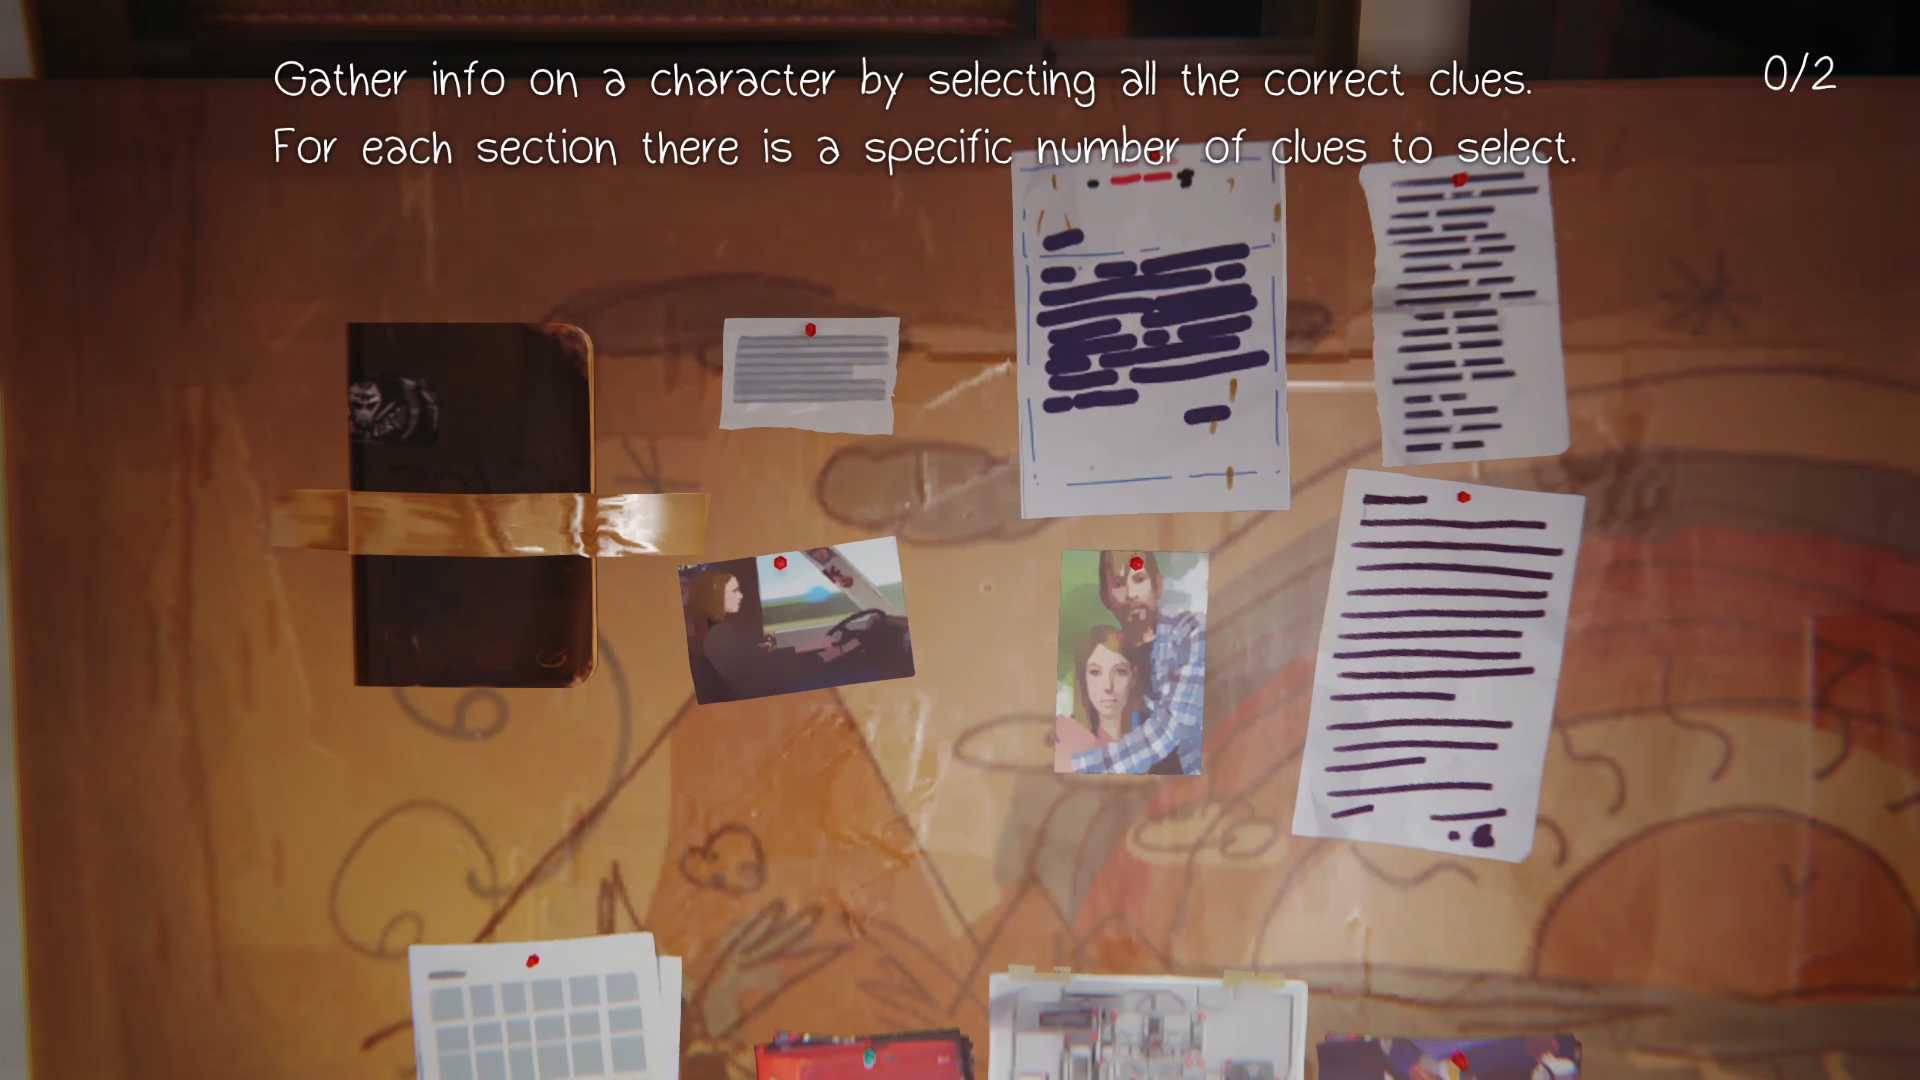 Gather info on a character by selecting all the correct clues.
0/2
For each section there is a specific number of clues to select.